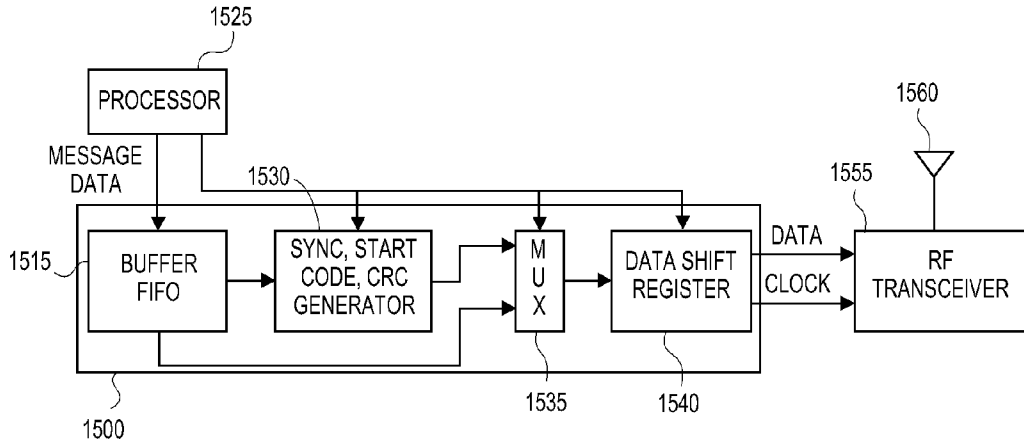 1525
PROCESSOR
MESSAGE
DATA
1530
1560
1555
1515
BUFFER
FIFO
SYNC, START
CODE, CRC
GENERATOR
M
U
X
DATA SHIFT
REGISTER
DATA
CLOCK
RF
TRANSCEIVER
1500
1535
1540